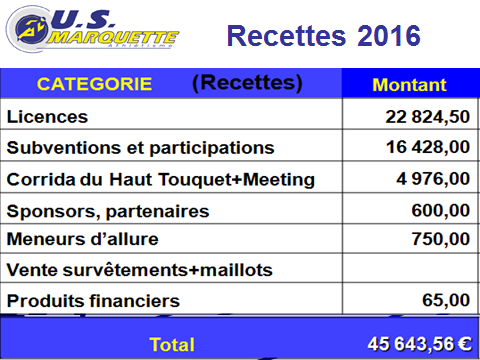 U.S.
MARQUETTE
Athlétisme
Recettes 2016
CATEGORIE (Recettes) Montant
Licences 22 824,50
Subventions et participations 16 428,00
Corrida du Haut Touquet+Meeting 4 976,00
Sponsors, partenaires 600,00
Meneurs d'allure 750,00
Vente survêtements+maillots
Produits financiers 65,00
Total 45 643,56 €